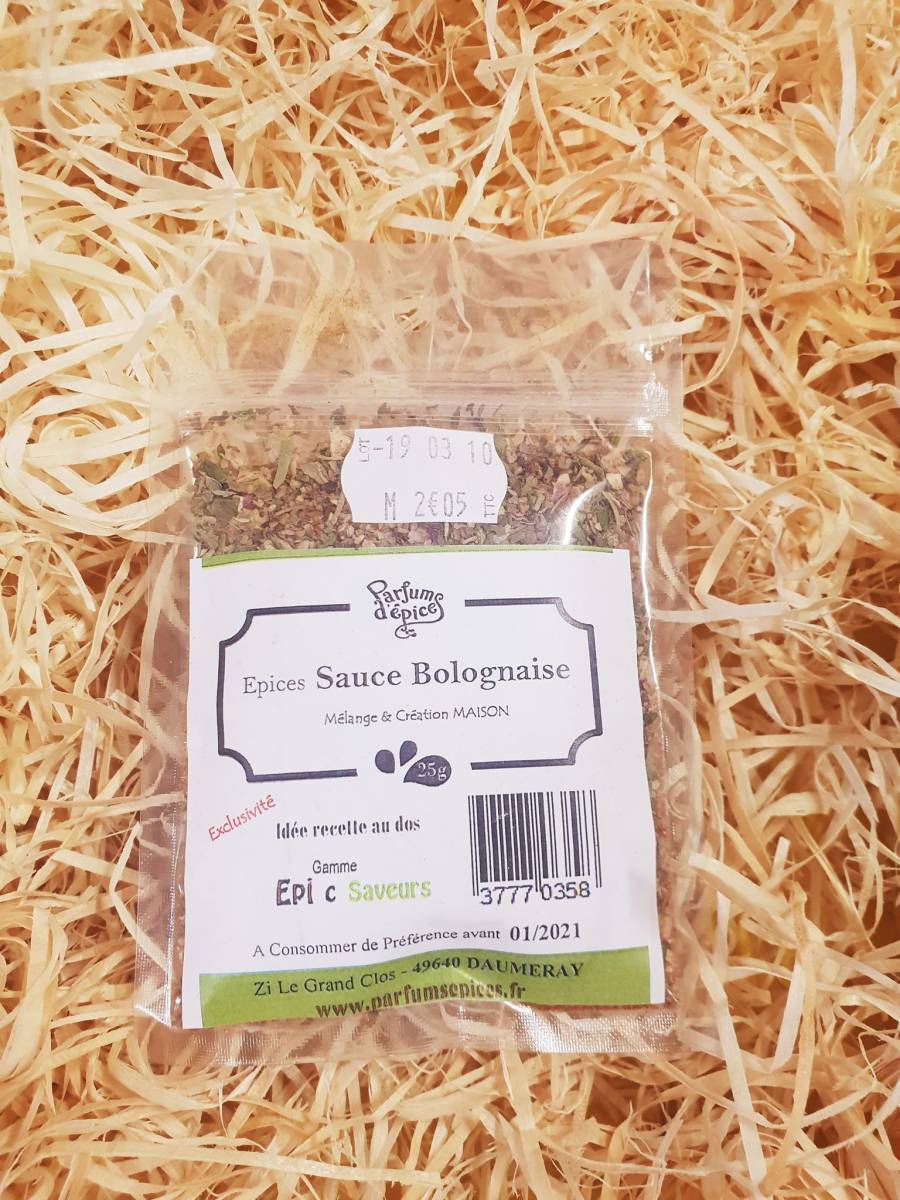 LOT-19 03 10
M 2€05 TTC
Parfums
d'épices
Epices Sauce Bolognaise
Mélange & Création MAISON
25g
Exclusivité
Idée recette au dos
Gamme
Epi c Saveurs
3777 0358
A Consommer de Préférence avant 01/2021
Zi Le Grand Clos - 49640 DAUMERAY
www.parfumsepices.fr